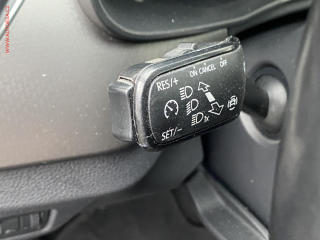 ON CANCEL OFF
RES/+
SET/-